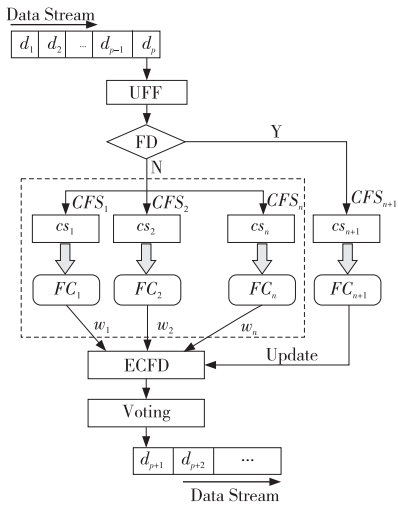 Data Stream
d1 d2 ... dp−1 dp
UFF
FD
Y
N
CFS1 CFS2 CFSn CFSn+1
cs1 cs2 csn csn+1
FC1 FC2 FCn FCn+1
w1 w2 wn
Update
ECFD
Voting
dp+1 dp+2 ...
Data Stream